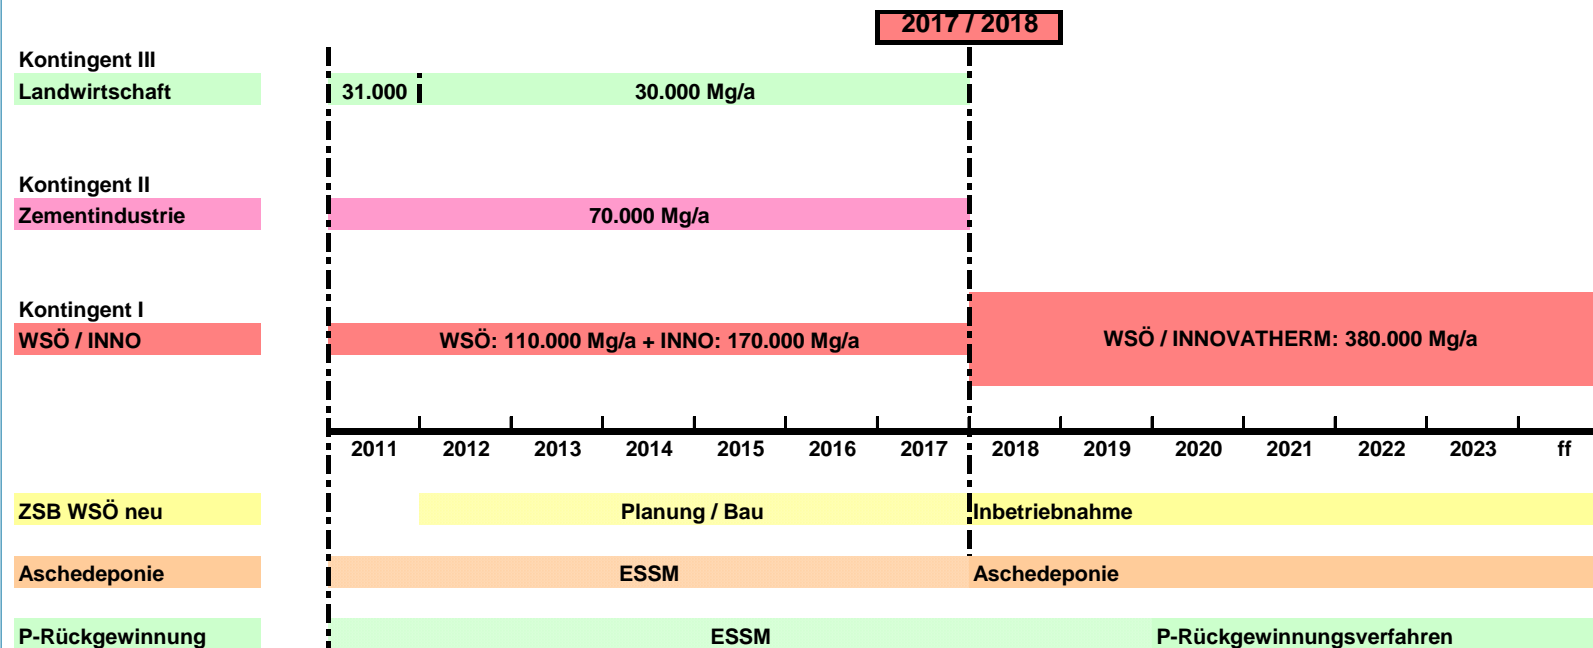 2017 / 2018
Kontingent III
Landwirtschaft 31.000 30.000 Mg/a
Kontingent II
Zementindustrie 70.000 Mg/a
Kontingent I
WSÖ / INNO WSÖ: 110.000 Mg/a + INNO: 170.000 Mg/a WSÖ / INNOVATHERM: 380.000 Mg/a
2011 2012 2013 2014 2015 2016 2017 2018 2019 2020 2021 2022 2023 ff
ZSB WSÖ neu Planung / Bau Inbetriebnahme
Aschedeponie ESSM Aschedeponie
P-Rückgewinnung ESSM P-Rückgewinnungsverfahren